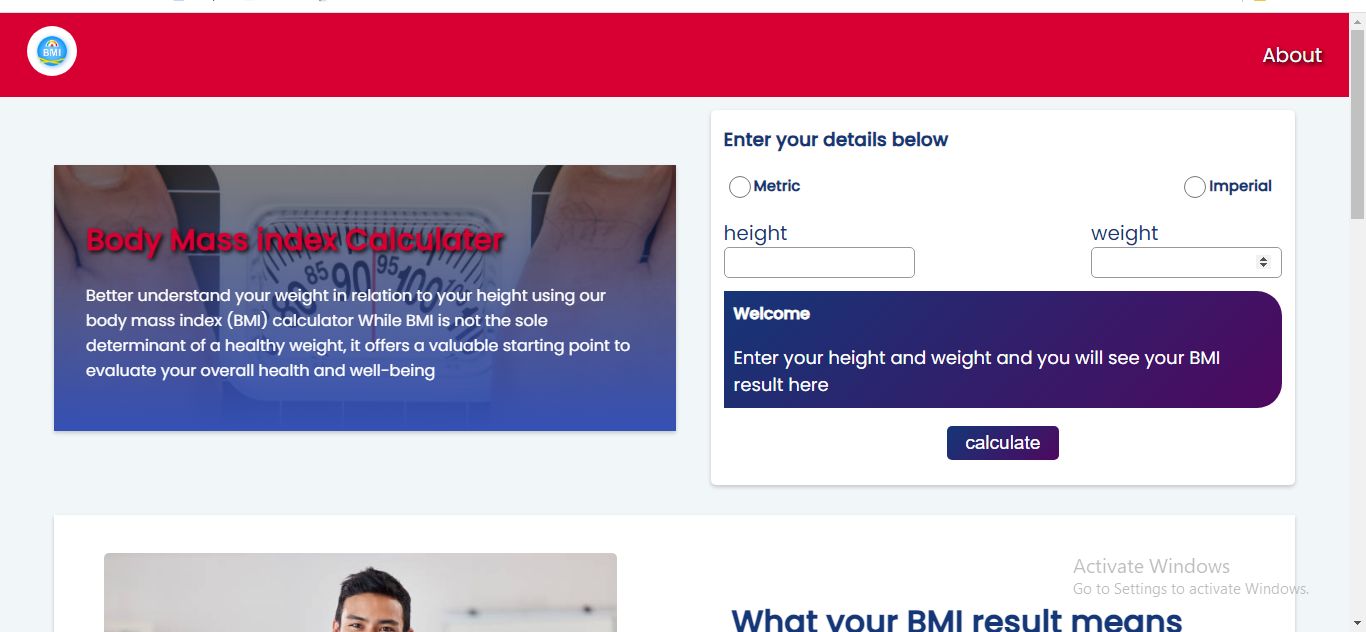 BMI
About
Body Mass index Calculater
Better understand your weight in relation to your height using our
body mass index (BMI) calculator While BMI is not the sole
determinant of a healthy weight, it offers a valuable starting point to
evaluate your overall health and well-being
85
90
95
100
Enter your details below
Metric
Imperial
height
weight
Welcome
Enter your height and weight and you will see your BMI
result here
calculate
What your BMI result means
Activate Windows
Go to Settings to activate Windows.